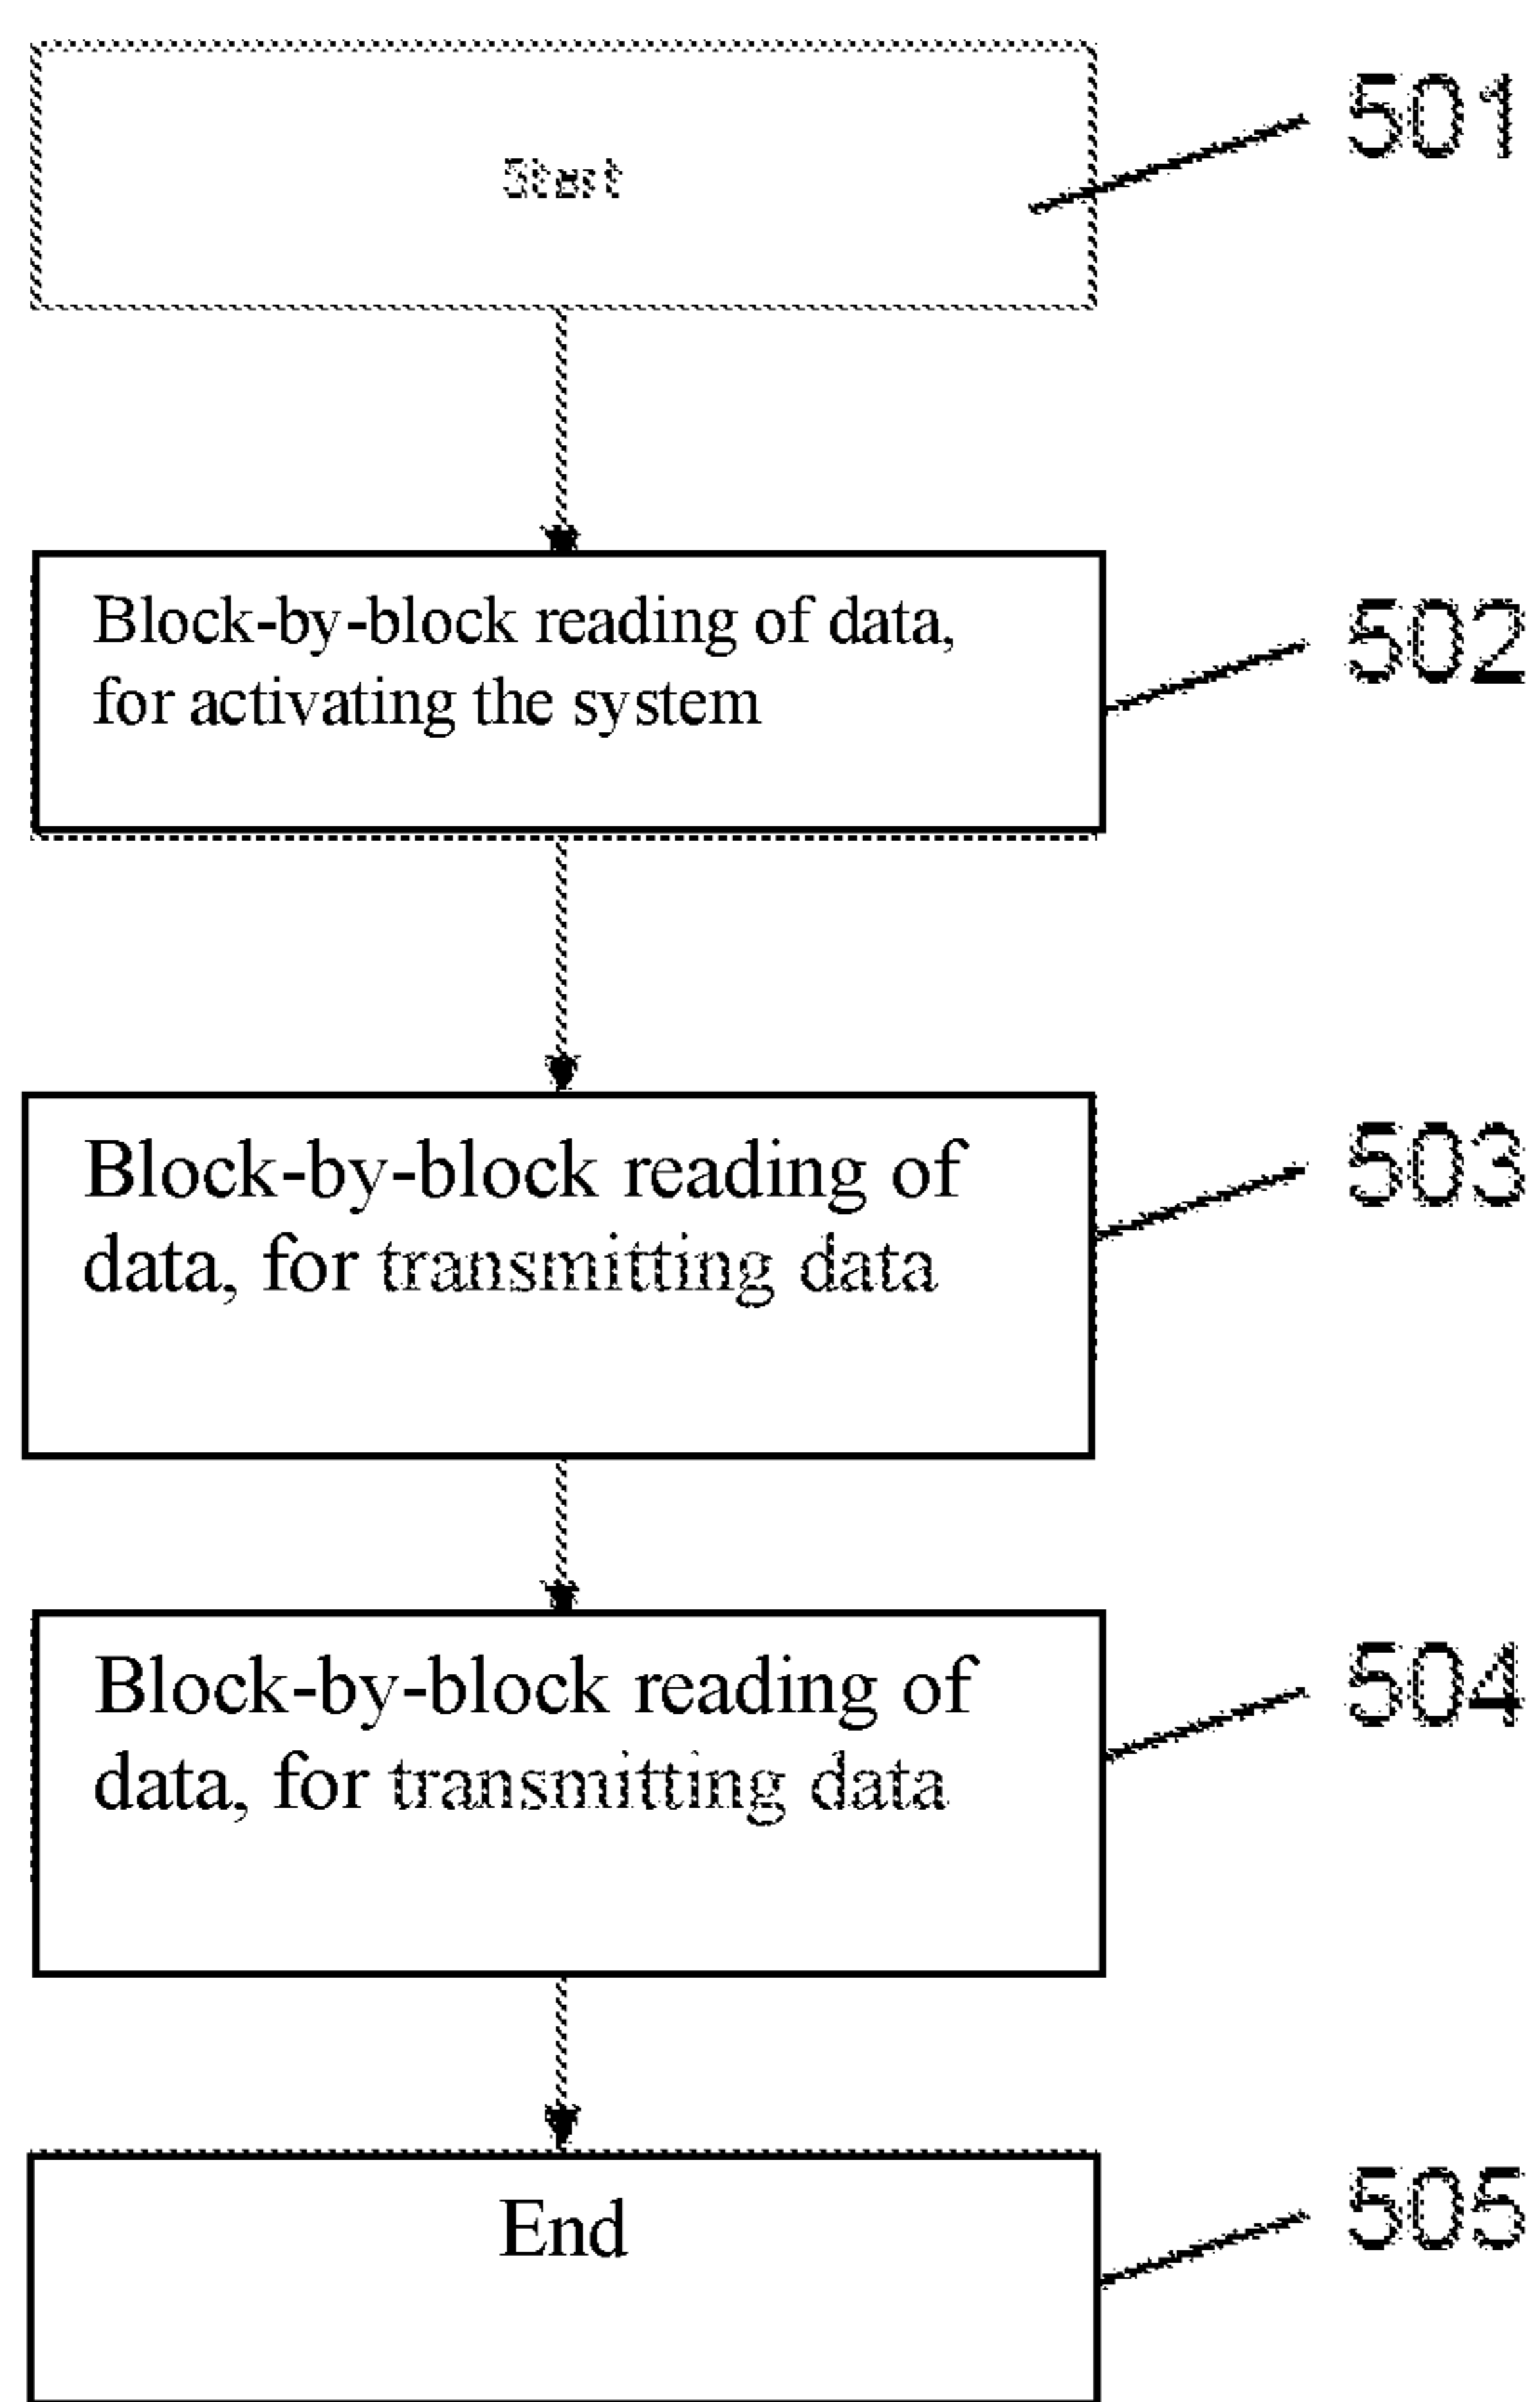 Start
501
Block-by-block reading of data,
for activating the system
502
Block-by-block reading of
data, for transmitting data
503
Block-by-block reading of
data, for transmitting data
504
End
505